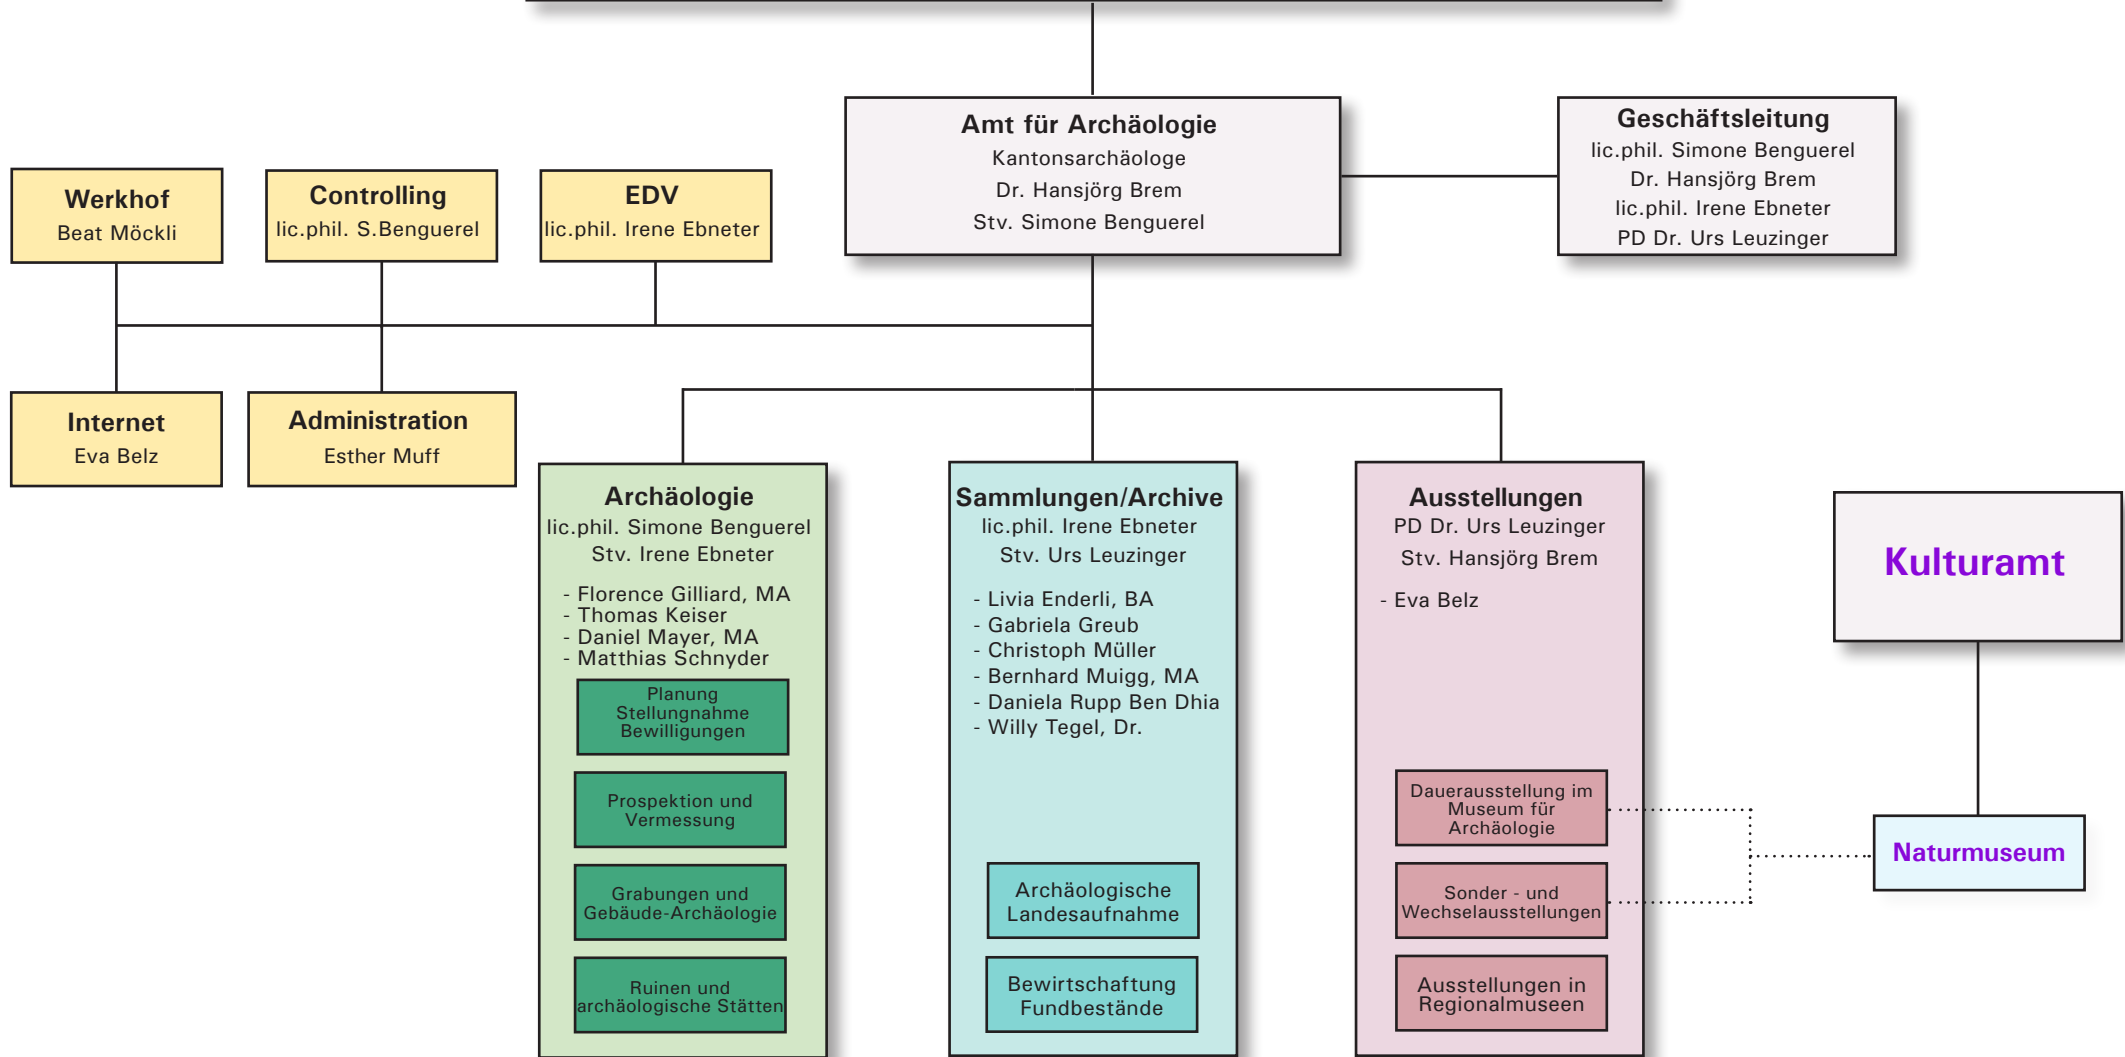 Amt für Archäologie
Kantonsarchäologe
Dr. Hansjörg Brem
Stv. Simone Benguerel
Geschäftsleitung
lic.phil. Simone Benguerel
Dr. Hansjörg Brem
lic.phil. Irene Ebneter
PD Dr. Urs Leuzinger
Werkhof
Beat Möckli
Controlling
lic.phil. S.Benguerel
EDV
lic.phil. Irene Ebneter
Internet
Eva Belz
Administration
Esther Muff
Archäologie
lic.phil. Simone Benguerel
Stv. Irene Ebneter
- Florence Gilliard, MA
- Thomas Keiser
- Daniel Mayer, MA
- Matthias Schnyder
Planung
Stellungnahme
Bewilligungen
Prospektion und
Vermessung
Grabungen und
Gebäude-Archäologie
Ruinen und
archäologische Stätten
Sammlungen/Archive
lic.phil. Irene Ebneter
Stv. Urs Leuzinger
- Livia Enderli, BA
- Gabriela Greub
- Christoph Müller
- Bernhard Muigg, MA
- Daniela Rupp Ben Dhia
- Willy Tegel, Dr.
Archäologische
Landesaufnahme
Bewirtschaftung
Fundbestände
Ausstellungen
PD Dr. Urs Leuzinger
Stv. Hansjörg Brem
- Eva Belz
Dauerausstellung im
Museum für
Archäologie
Sonder - und
Wechselausstellungen
Ausstellungen in
Regionalmuseen
Kulturamt
Naturmuseum